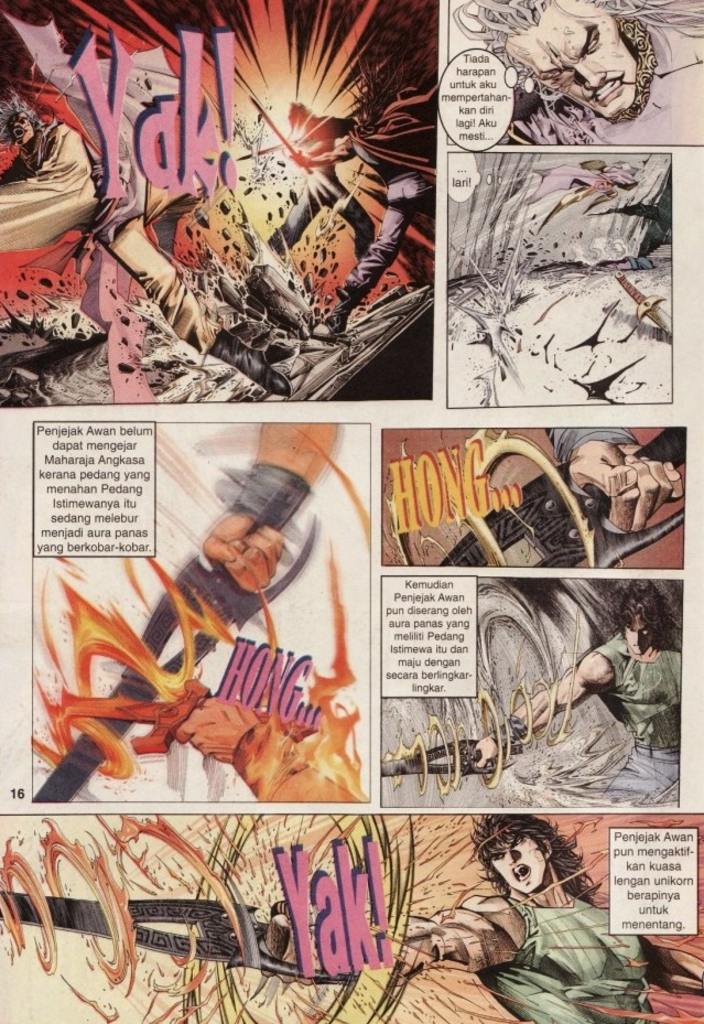 Yak!
Tiada
harapan
untuk aku
mempertahan-
kan diri
lagi! Aku
mesti...
...
lari!
Penjejak Awan belum
dapat mengejar
Maharaja Angkasa
kerana pedang yang
menahan Pedang
Istimewanya itu
sedang melebur
menjadi aura panas
yang berkobar-kobar.
HONG...
HONG...
Kemudian
Penjejak Awan
pun diserang oleh
aura panas yang
meliliti Pedang
Istimewa itu dan
maju dengan
secara berlingkar-
lingkar.
16
Yak!
Penjejak Awan
pun mengaktif-
kan kuasa
lengan unikorn
berapinya
untuk
menentang.